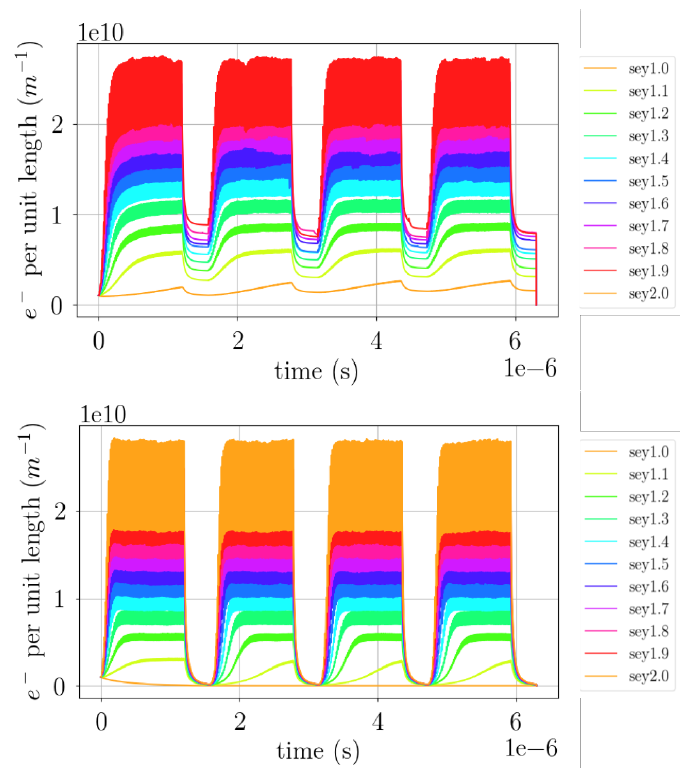 1e10
e⁻ per unit length (m⁻¹)
2
1
0
0 2 4 6
time (s)
1e−6
sey1.0
sey1.1
sey1.2
sey1.3
sey1.4
sey1.5
sey1.6
sey1.7
sey1.8
sey1.9
sey2.0
1e10
e⁻ per unit length (m⁻¹)
2
1
0
0 2 4 6
time (s)
1e−6
sey1.0
sey1.1
sey1.2
sey1.3
sey1.4
sey1.5
sey1.6
sey1.7
sey1.8
sey1.9
sey2.0